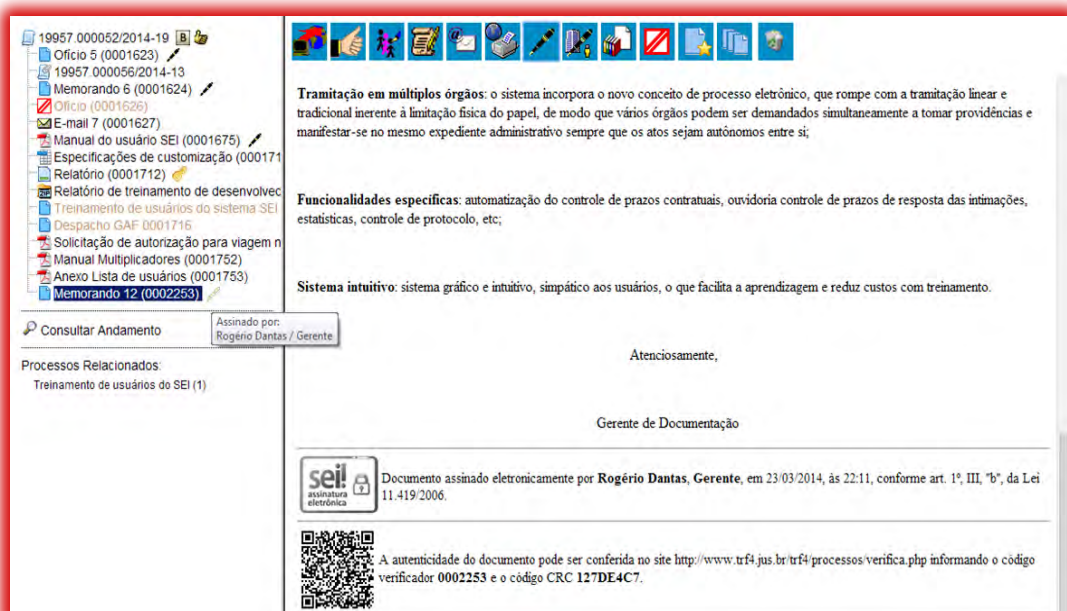 19957.000052/2014-19 B
Ofício 5 (0001623)
19957.000056/2014-13
Memorando 6 (0001624)
Ofício (0001626)
E-mail 7 (0001627)
Manual do usuário SEI (0001675)
Especificações de customização (000171
Relatório (0001712)
Relatório de treinamento de desenvolvec
Treinamento de usuários do sistema SEI
Despacho GAF 0001716
Solicitação de autorização para viagem n
Manual Multiplicadores (0001752)
Anexo Lista de usuários (0001753)
Memorando 12 (0002253)
Assinado por:
Rogério Dantas / Gerente
Consultar Andamento
Processos Relacionados:
Treinamento de usuários do SEI (1)
Tramitação em múltiplos órgãos: o sistema incorpora o novo conceito de processo eletrônico, que rompe com a tramitação linear e
tradicional inerente à limitação física do papel, de modo que vários órgãos podem ser demandados simultaneamente a tomar providências e
manifestar-se no mesmo expediente administrativo sempre que os atos sejam autônomos entre si;
Funcionalidades específicas: automatização do controle de prazos contratuais, ouvidoria controle de prazos de resposta das intimações,
estatísticas, controle de protocolo, etc;
Sistema intuitivo: sistema gráfico e intuitivo, simpático aos usuários, o que facilita a aprendizagem e reduz custos com treinamento.
Atenciosamente,
Gerente de Documentação
sei!
assinatura
eletrônica
Documento assinado eletronicamente por Rogério Dantas, Gerente, em 23/03/2014, às 22:11, conforme art. 1º, III, "b", da Lei
11.419/2006.
A autenticidade do documento pode ser conferida no site http://www.trf4.jus.br/trf4/processos/verifica.php informando o código
verificador 0002253 e o código CRC 127DE4C7.